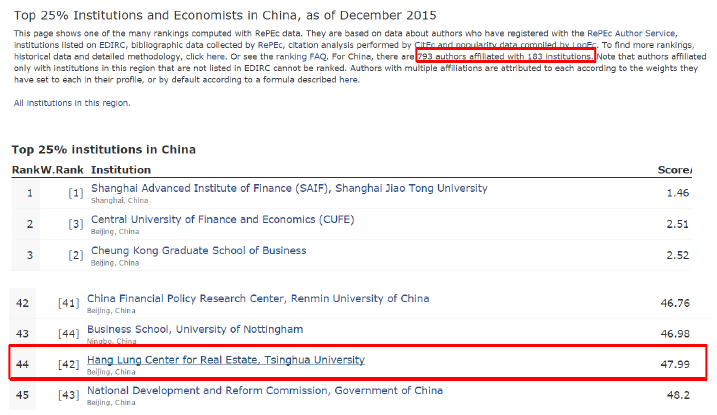 Top 25% Institutions and Economists in China, as of December 2015
This page shows one of the many rankings computed with RePEc data. They are based on data about authors who have registered with the RePEc Author Service,
institutions listed on EDIRC, bibliographic data collected by RePEc, citation analysis performed by CitEc and popularity data compiled by LogEc. To find more rankings,
historical data and detailed methodology, click here. Or see the ranking FAQ. For China, there are 793 authors affiliated with 183 institutions. Note that authors affiliated
only with institutions in this region that are not listed in EDIRC cannot be ranked. Authors with multiple affiliations are attributed to each according to the weights they
have set to each in their profile, or by default according to a formula described here.
All institutions in this region.
Top 25% institutions in China
Rank W.Rank Institution Score
1 [1] Shanghai Advanced Institute of Finance (SAIF), Shanghai Jiao Tong University 1.46
Shanghai, China
2 [3] Central University of Finance and Economics (CUFE) 2.51
Beijing, China
3 [2] Cheung Kong Graduate School of Business 2.52
Beijing, China
42 [41] China Financial Policy Research Center, Renmin University of China 46.76
Beijing, China
43 [44] Business School, University of Nottingham 46.98
Ningbo, China
44 [42] Hang Lung Center for Real Estate, Tsinghua University 47.99
Beijing, China
45 [43] National Development and Reform Commission, Government of China 48.2
Beijing, China